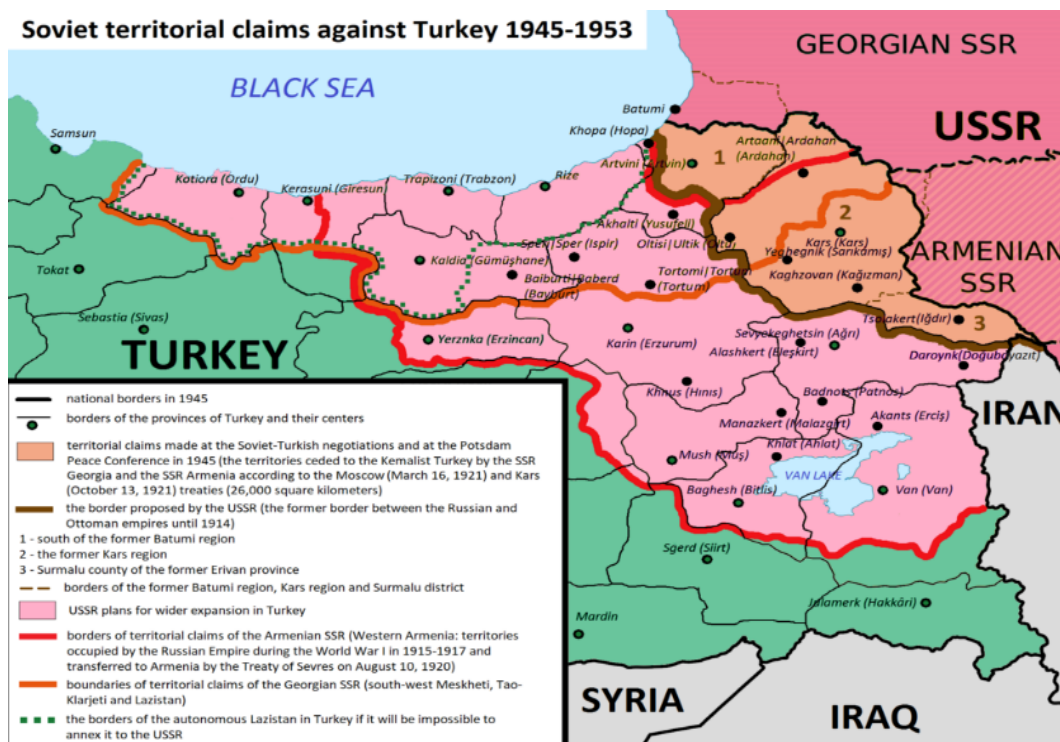 Soviet territorial claims against Turkey 1945-1953
GEORGIAN SSR
BLACK SEA
Batumi
USSR
Samsun
Khopa (Hopa)
Artaani|Ardahan
(Ardahan)
1
Artvini (Artvin)
Kotiora (Ordu)
Kerasuni (Giresun)
Trapizoni (Trabzon)
Rize
2
Akhalti (Yusufeli)
Kars (Kars)
Speri|Sper (Ispir)
Oltisi|Ultik (Oltu)
Yeghegnik (Sarıkamış)
ARMENIAN
SSR
Tokat
Kaldia (Gümüşhane)
Baiburti|Baberd
(Bayburt)
Tortomi|Tortum
(Tortum)
Kaghzovan (Kağızman)
Sebastia (Sivas)
Tsolakert(Iğdır)
3
TURKEY
Yerznka (Erzincan)
Karin (Erzurum)
Sevyekeghetsin (Ağrı)
Alashkert (Eleşkirt)
Daroynk(Doğubayazıt)
Khnus (Hınıs)
Badnots (Patnos)
IRAN
Manazkert (Malazgirt)
Akants (Erciş)
Khlat (Ahlat)
Mush (Muş)
VAN LAKE
Baghesh (Bitlis)
Van (Van)
Sgerd (Siirt)
Julamerk (Hakkâri)
Mardin
SYRIA
IRAQ
national borders in 1945
borders of the provinces of Turkey and their centers
territorial claims made at the Soviet-Turkish negotiations and at the Potsdam
Peace Conference in 1945 (the territories ceded to the Kemalist Turkey by the SSR
Georgia and the SSR Armenia according to the Moscow (March 16, 1921) and Kars
(October 13, 1921) treaties (26,000 square kilometers)
the border proposed by the USSR (the former border between the Russian and
Ottoman empires until 1914)
1 - south of the former Batumi region
2 - the former Kars region
3 - Surmalu county of the former Erivan province
borders of the former Batumi region, Kars region and Surmalu district
USSR plans for wider expansion in Turkey
borders of territorial claims of the Armenian SSR (Western Armenia: territories
occupied by the Russian Empire during the World War I in 1915-1917 and
transferred to Armenia by the Treaty of Sevres on August 10, 1920)
boundaries of territorial claims of the Georgian SSR (south-west Meskheti, Tao-
Klarjeti and Lazistan)
the borders of the autonomous Lazistan in Turkey if it will be impossible to
annex it to the USSR